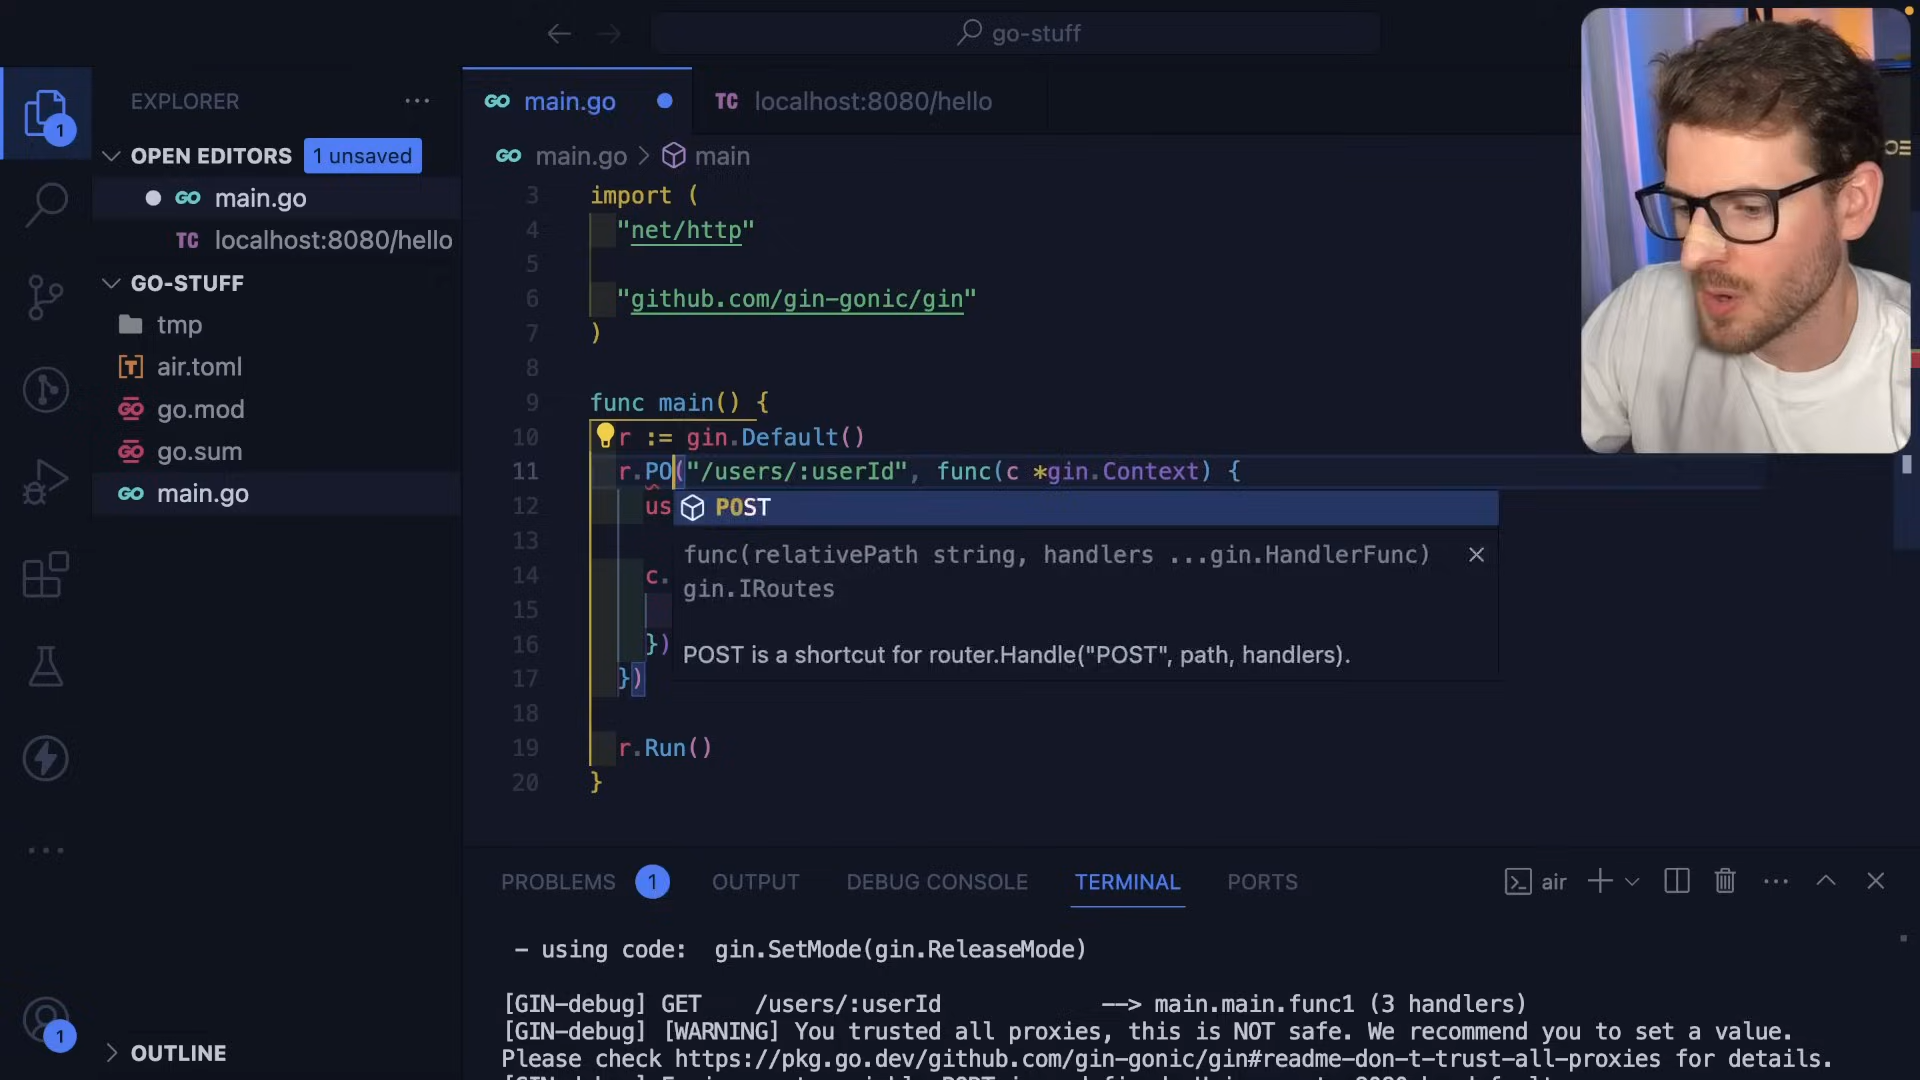 go-stuff
EXPLORER
OPEN EDITORS
1 unsaved
main.go
TC localhost:8080/hello
GO-STUFF
tmp
air.toml
go.mod
go.sum
main.go
OUTLINE
1
1
GO main.go
TC localhost:8080/hello
GO main.go > main
3 import (
4 "net/http"
5
6 "github.com/gin-gonic/gin"
7 )
8
9 func main() {
10 r := gin.Default()
11 r.PO("/users/:userId", func(c *gin.Context) {
12 us
POST
func(relativePath string, handlers ...gin.HandlerFunc)
gin.IRoutes
POST is a shortcut for router.Handle("POST", path, handlers).
13
14 c.
15
16 })
17 })
18
19 r.Run()
20 }
PROBLEMS 1 OUTPUT DEBUG CONSOLE TERMINAL PORTS
air
- using code: gin.SetMode(gin.ReleaseMode)
[GIN-debug] GET /users/:userId --> main.main.func1 (3 handlers)
[GIN-debug] [WARNING] You trusted all proxies, this is NOT safe. We recommend you to set a value.
Please check https://pkg.go.dev/github.com/gin-gonic/gin#readme-don-t-trust-all-proxies for details.